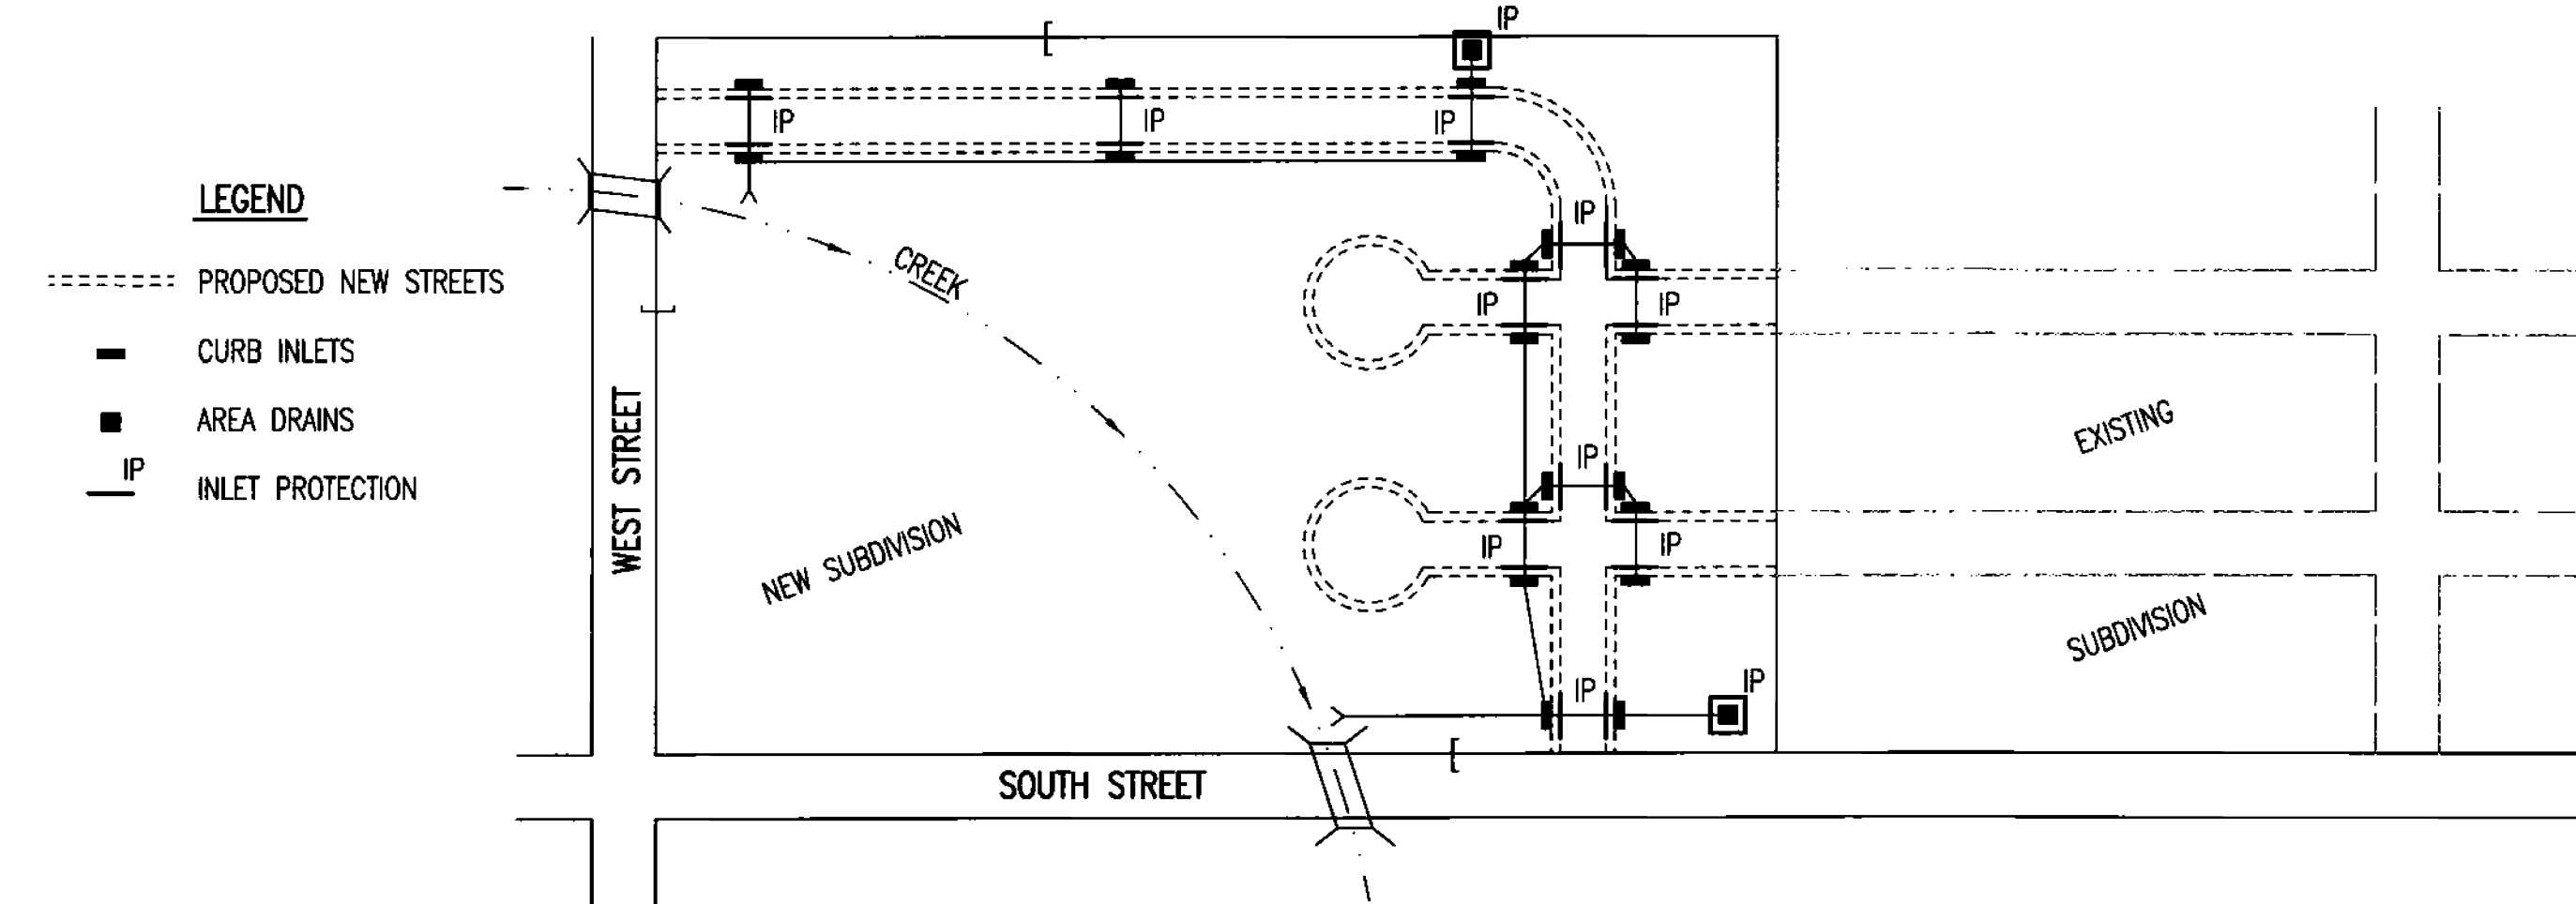 LEGEND
PROPOSED NEW STREETS
CURB INLETS
AREA DRAINS
IP
INLET PROTECTION
IP
IP
IP
IP
IP
IP
IP
IP
IP
IP
IP
IP
CREEK
WEST STREET
NEW SUBDIVISION
EXISTING
SUBDIVISION
SOUTH STREET